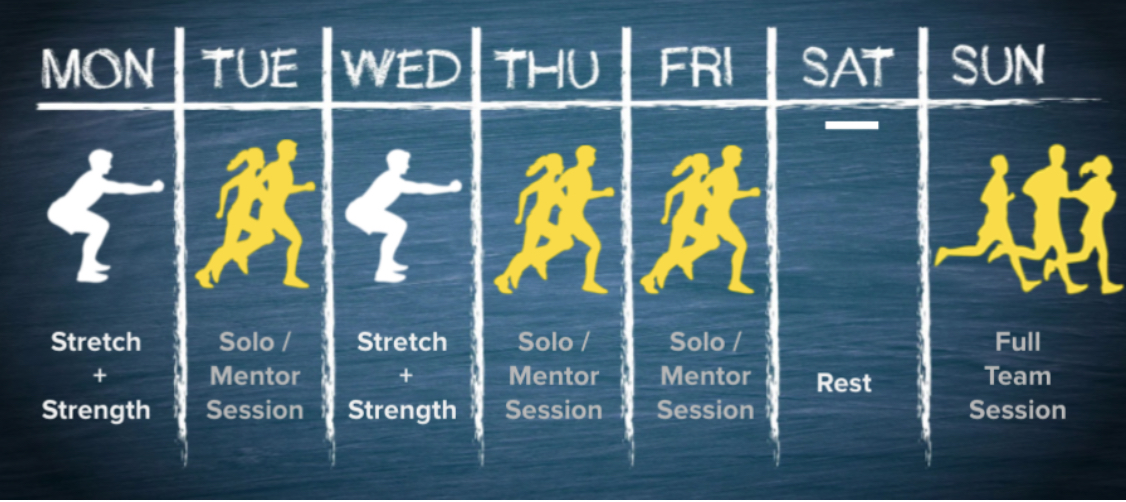 MON TUE WED THU FRI SAT SUN
Stretch
+
Strength
Solo /
Mentor
Session
Stretch
+
Strength
Solo /
Mentor
Session
Solo /
Mentor
Session
Rest
Full
Team
Session